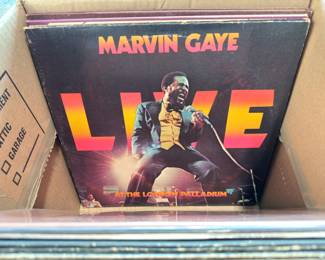 MARVIN GAYE
LIVE
AT THE LONDON PALLADIUM
ATTIC
GARAGE